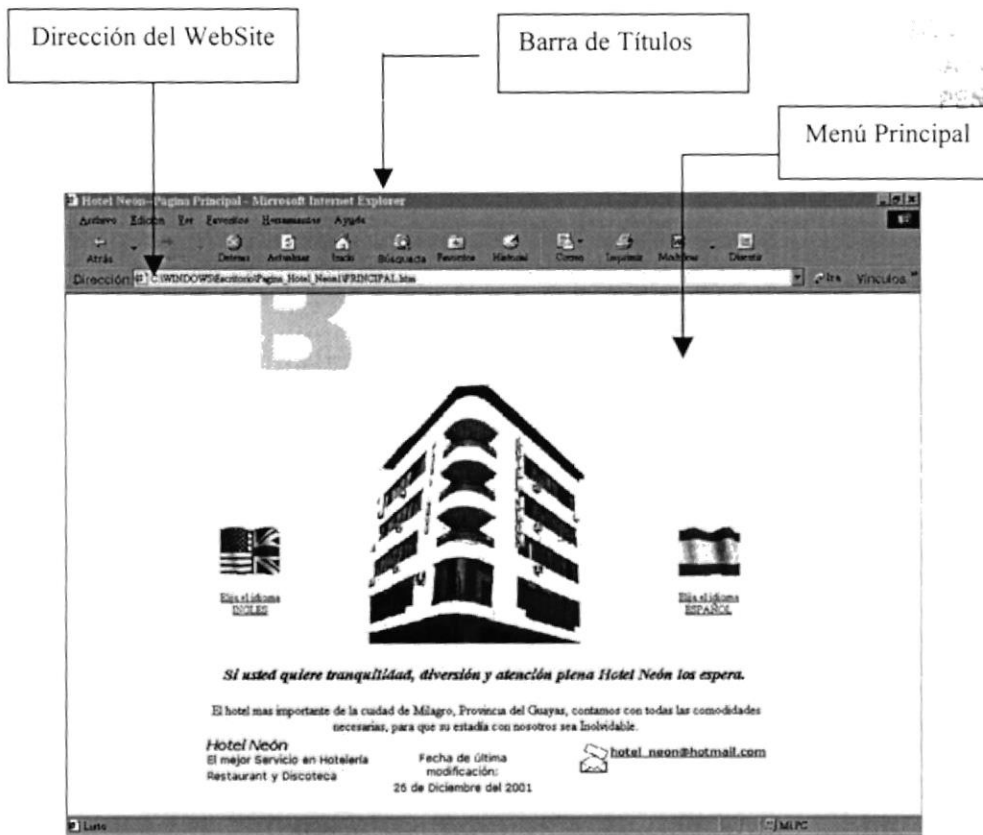 Dirección del WebSite
Barra de Títulos
Menú Principal
Hotel Neón--Pagina Principal - Microsoft Internet Explorer
Archivo Edición Ver Favoritos Herramientas Ayuda
Atrás Detener Actualizar Inicio Búsqueda Favoritos Historial Correo Imprimir Modificar Discutir
Dirección C:\WINDOWS\Escritorio\Pagina_Hotel_Neon1\PRINCIPAL.htm Ir a Vínculos
B
Elija el idioma
INGLES
Elija el idioma
ESPAÑOL
Si usted quiere tranquilidad, diversión y atención plena Hotel Neón los espera.
El hotel mas importante de la cuidad de Milagro, Provincia del Guayas, contamos con todas las comodidades
necesarias, para que su estadía con nosotros sea Inolvidable.
Hotel Neón
El mejor Servicio en Hotelería
Restaurant y Discoteca
Fecha de última
modificación:
26 de Diciembre del 2001
hotel_neon@hotmail.com
Listo
Mi PC